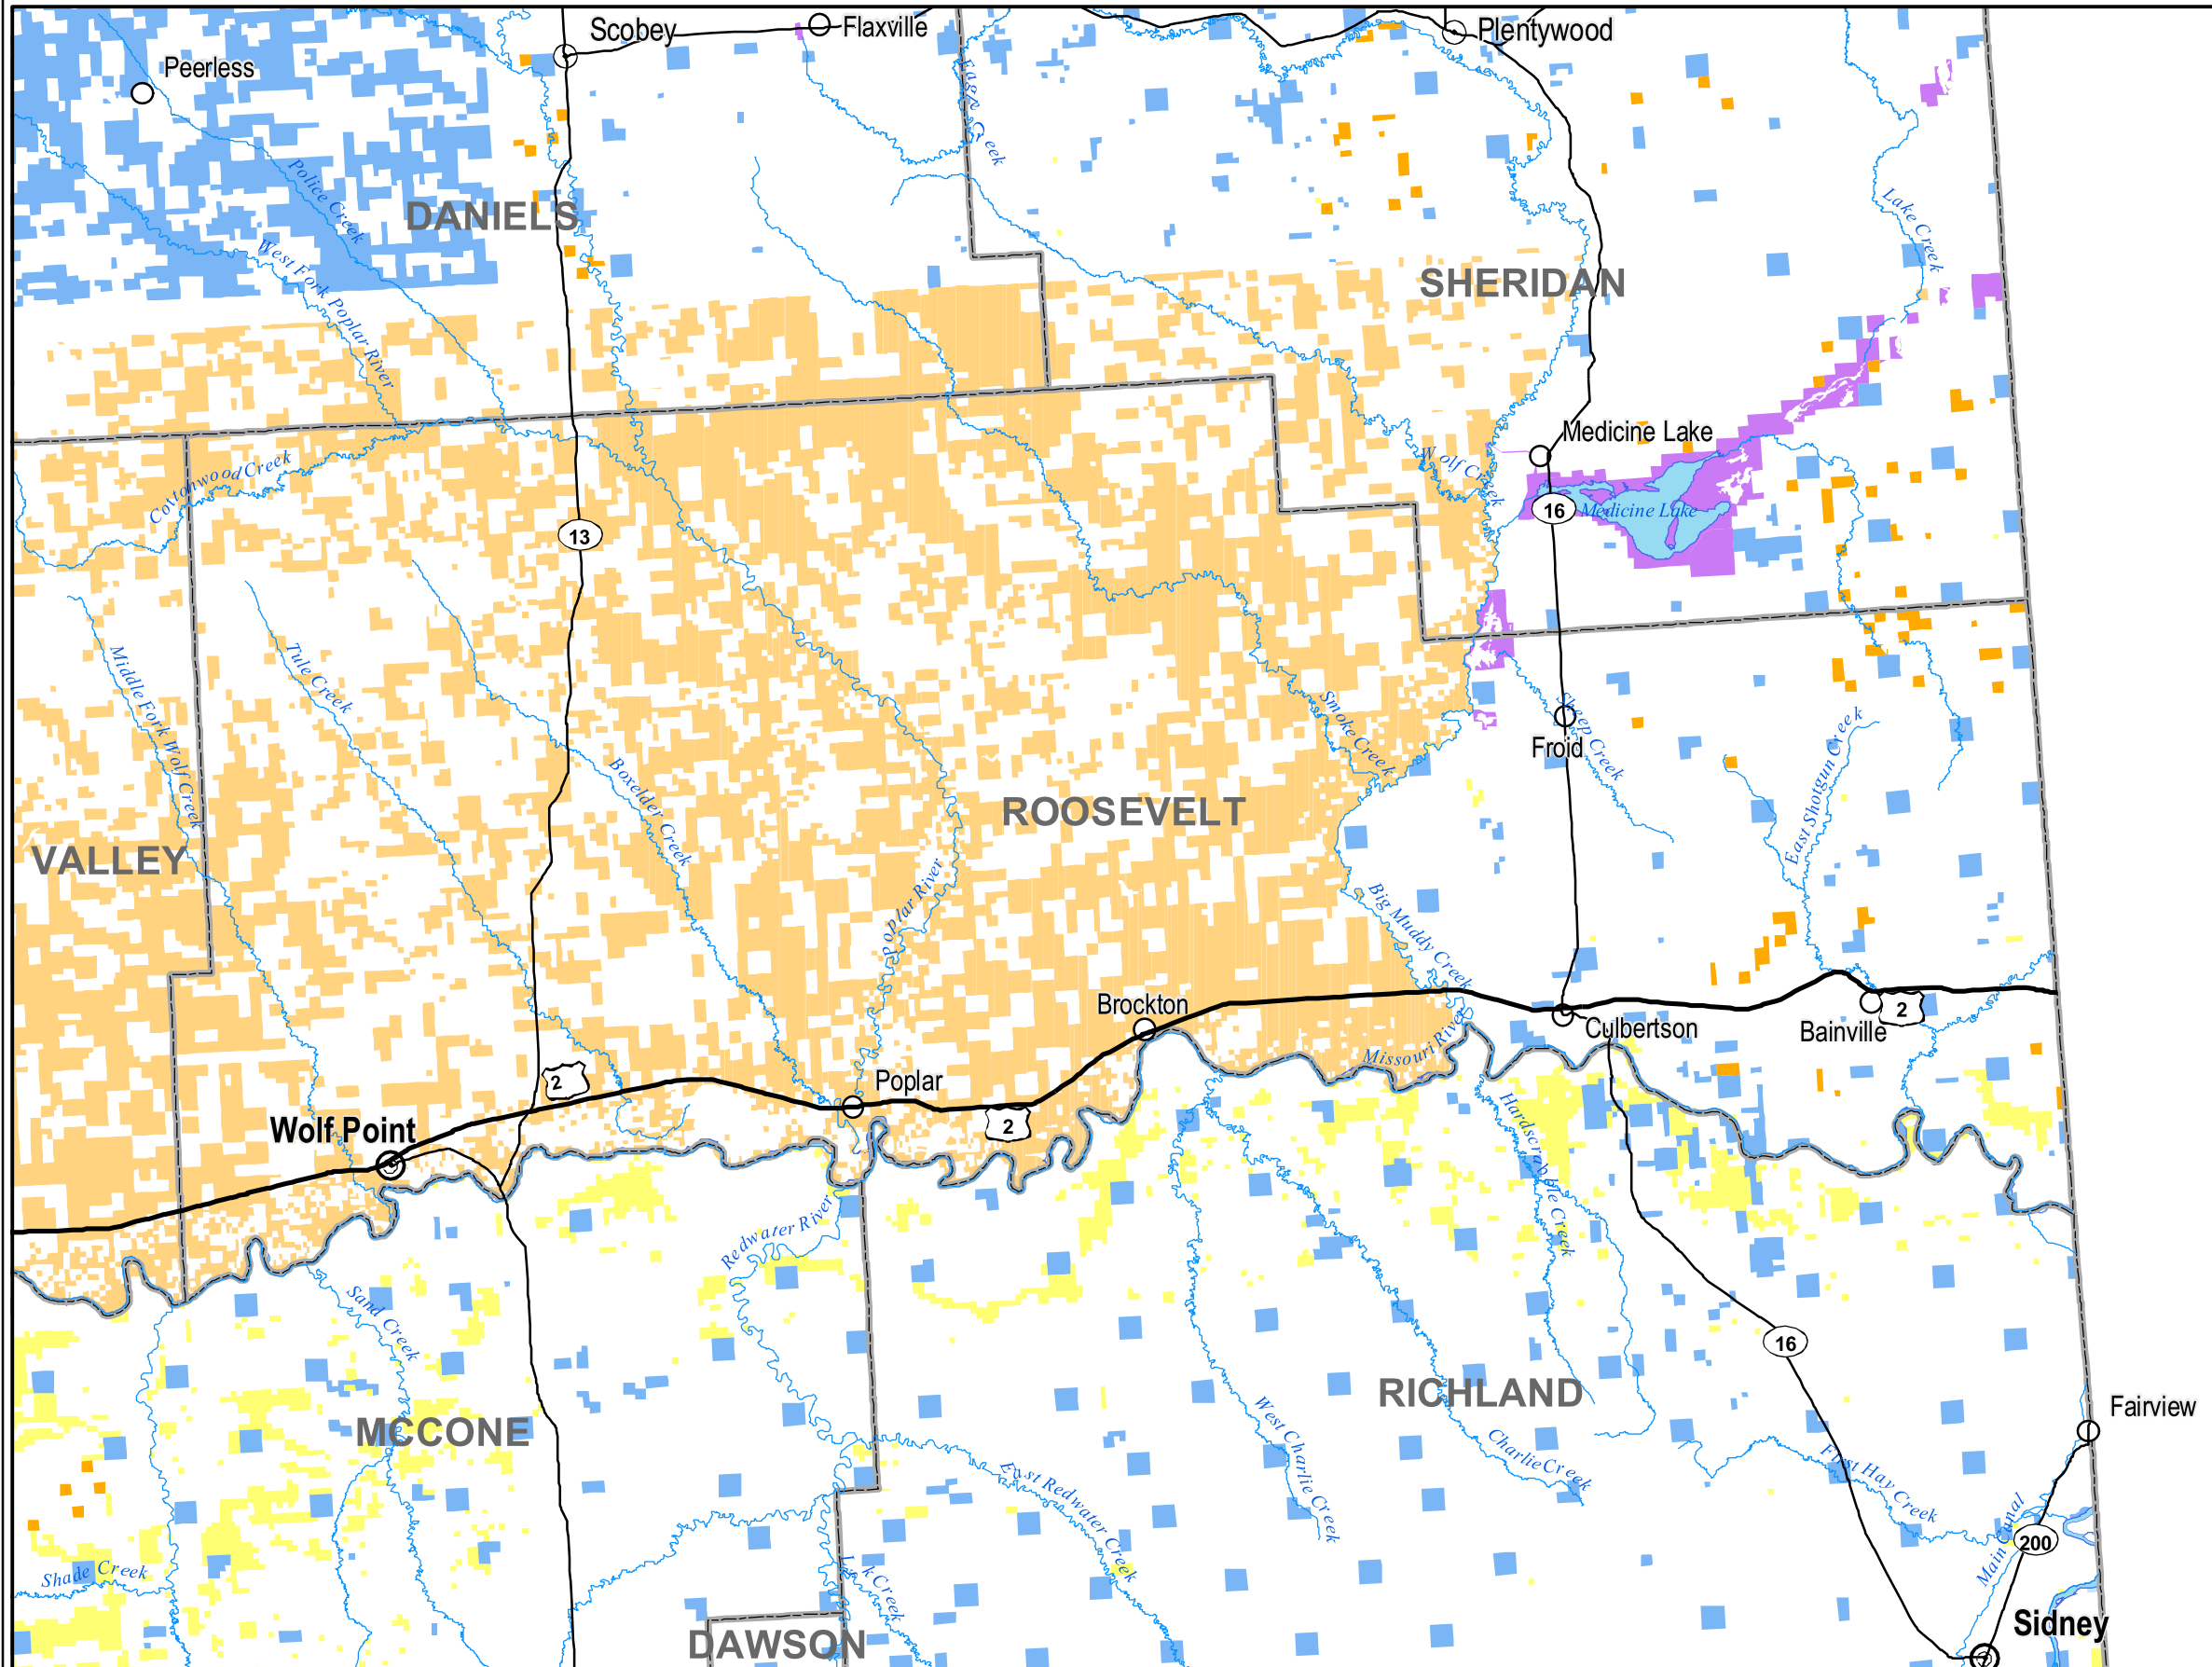 Scobey
Flaxville
Plentywood
Peerless
Eagle Creek
Police Creek
DANIELS
West Fork Poplar River
Lake Creek
SHERIDAN
Medicine Lake
Wolf Creek
Cottonwood Creek
16
Medicine Lake
13
Middle Fork Wolf Creek
Tule Creek
Smoke Creek
Sheep Creek
Froid
Boxelder Creek
East Shotgun Creek
ROOSEVELT
VALLEY
Poplar River
Big Muddy Creek
Brockton
Culbertson
2
Bainville
Missouri River
2
Poplar
2
Wolf Point
Hardscrabble Creek
Redwater River
Sand Creek
16
RICHLAND
MCCONE
West Charlie Creek
Fairview
Charlie Creek
First Hay Creek
East Redwater Creek
Main Canal
200
Shade Creek
Creek
Sidney
DAWSON